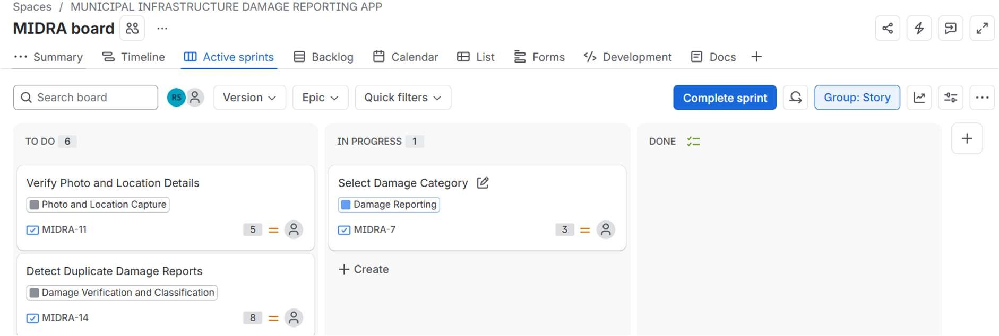 Spaces / MUNICIPAL INFRASTRUCTURE DAMAGE REPORTING APP
MIDRA board
Summary Timeline Active sprints Backlog Calendar List Forms Development Docs
Search board RS Version Epic Quick filters Complete sprint Group: Story
TO DO 6
Verify Photo and Location Details
Photo and Location Capture
MIDRA-11 5
Detect Duplicate Damage Reports
Damage Verification and Classification
MIDRA-14 8
IN PROGRESS 1
Select Damage Category
Damage Reporting
MIDRA-7 3
+ Create
DONE